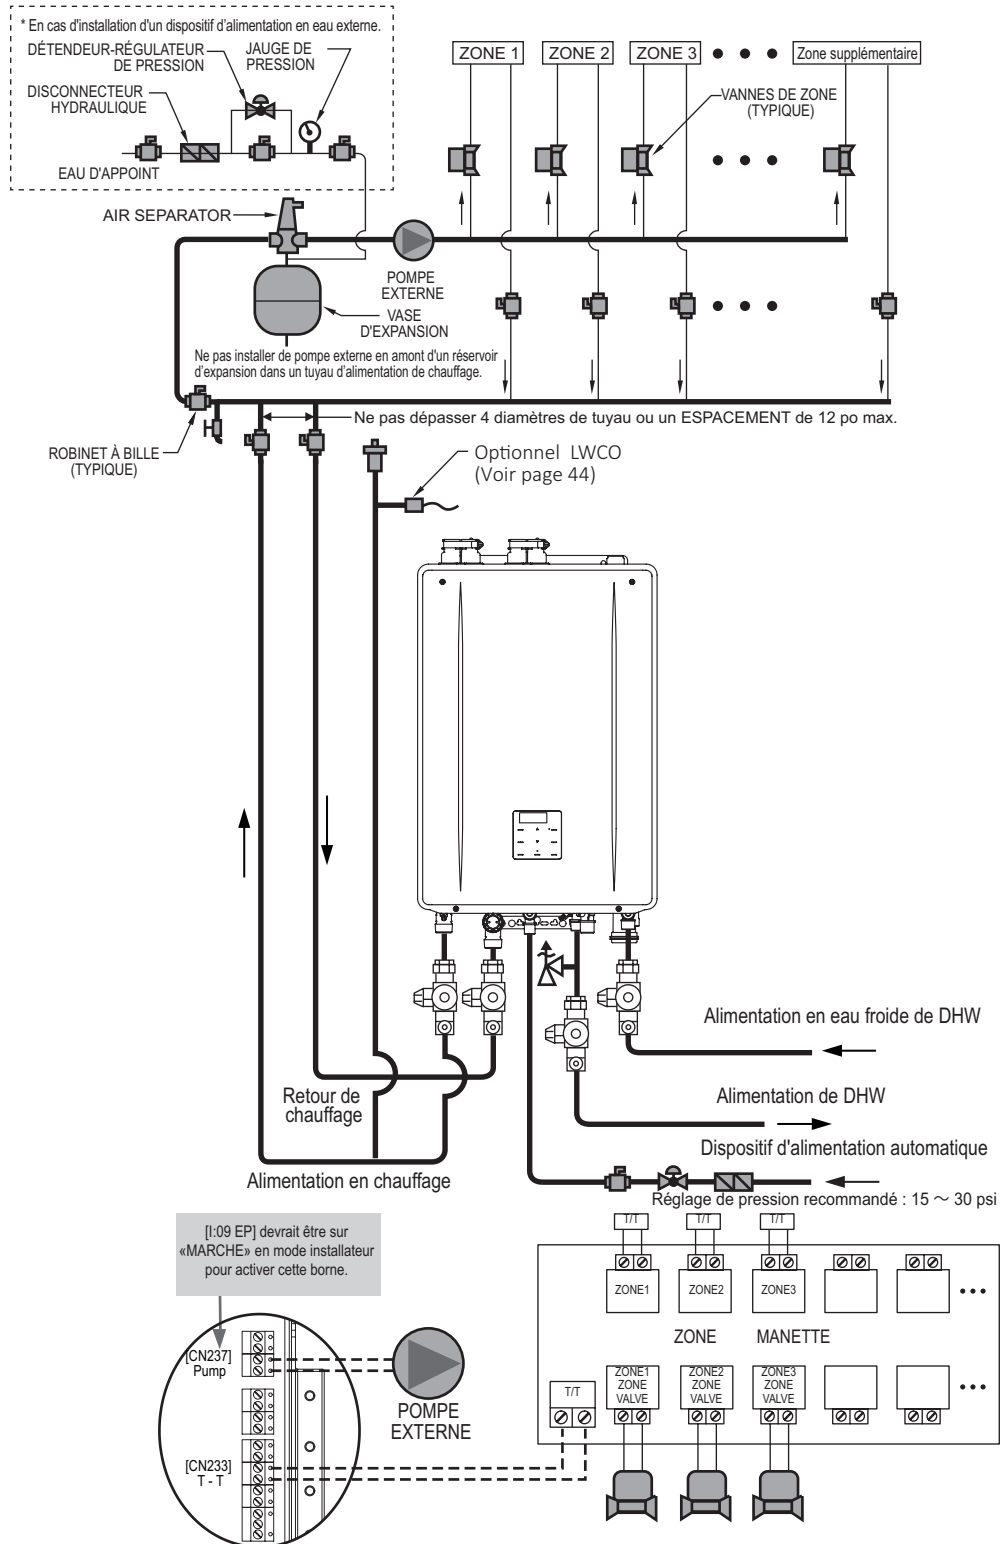 * En cas d'installation d'un dispositif d'alimentation en eau externe.
DÉTENDEUR-RÉGULATEUR
DE PRESSION
JAUGE DE
PRESSION
DISCONNECTEUR
HYDRAULIQUE
EAU D'APPOINT
ZONE 1
ZONE 2
ZONE 3
Zone supplémentaire
VANNES DE ZONE
(TYPIQUE)
AIR SEPARATOR
POMPE
EXTERNE
VASE
D'EXPANSION
Ne pas installer de pompe externe en amont d'un réservoir
d'expansion dans un tuyau d'alimentation de chauffage.
Ne pas dépasser 4 diamètres de tuyau ou un ESPACEMENT de 12 po max.
ROBINET À BILLE
(TYPIQUE)
Optionnel LWCO
(Voir page 44)
Alimentation en eau froide de DHW
Retour de
chauffage
Alimentation de DHW
Dispositif d'alimentation automatique
Alimentation en chauffage
Réglage de pression recommandé : 15 ～ 30 psi
[I:09 EP] devrait être sur
«MARCHE» en mode installateur
pour activer cette borne.
T/T
T/T
T/T
ZONE1
ZONE2
ZONE3
ZONE MANETTE
[CN237]
Pump
POMPE
EXTERNE
T/T
ZONE1
ZONE
VALVE
ZONE2
ZONE
VALVE
ZONE3
ZONE
VALVE
[CN233]
T - T